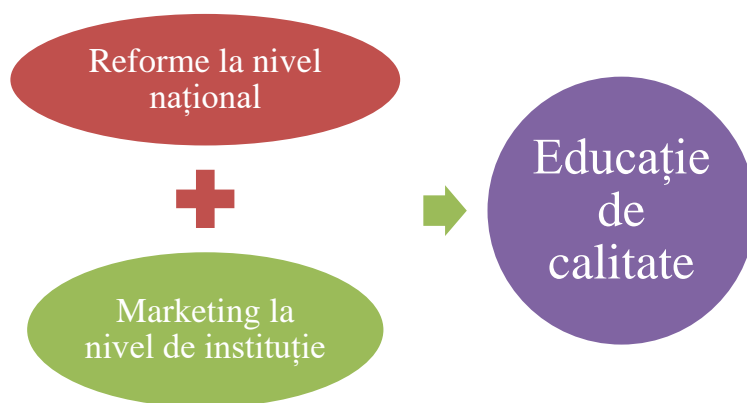 Reforme la nivel
național
Marketing la
nivel de instituție
Educație
de
calitate